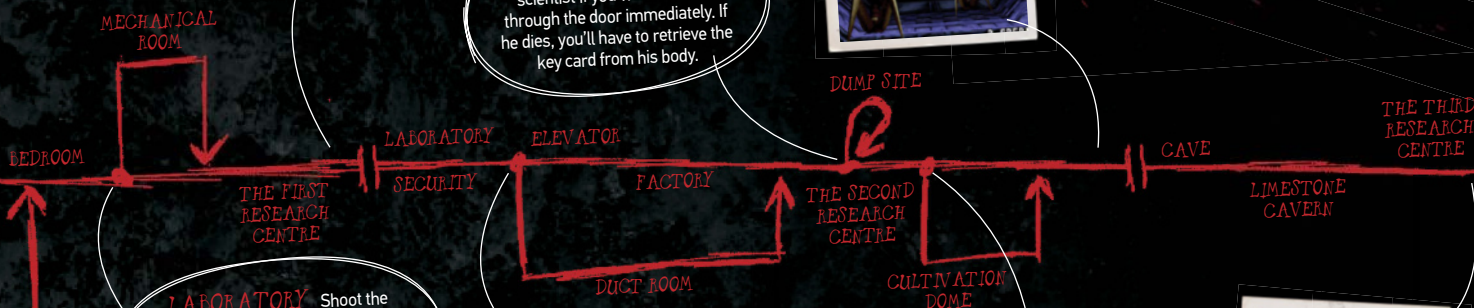 MECHANICAL
ROOM
scientist if you
through the door immediately. If
he dies, you'll have to retrieve the
key card from his body.
DUMP SITE
BEDROOM
THE FIRST
RESEARCH
CENTRE
LABORATORY
SECURITY
ELEVATOR
FACTORY
DUCT ROOM
THE SECOND
RESEARCH
CENTRE
CULTIVATION
DOME
CAVE
LIMESTONE
CAVERN
THE THIRD
RESEARCH
CENTRE
LABORATORY Shoot the